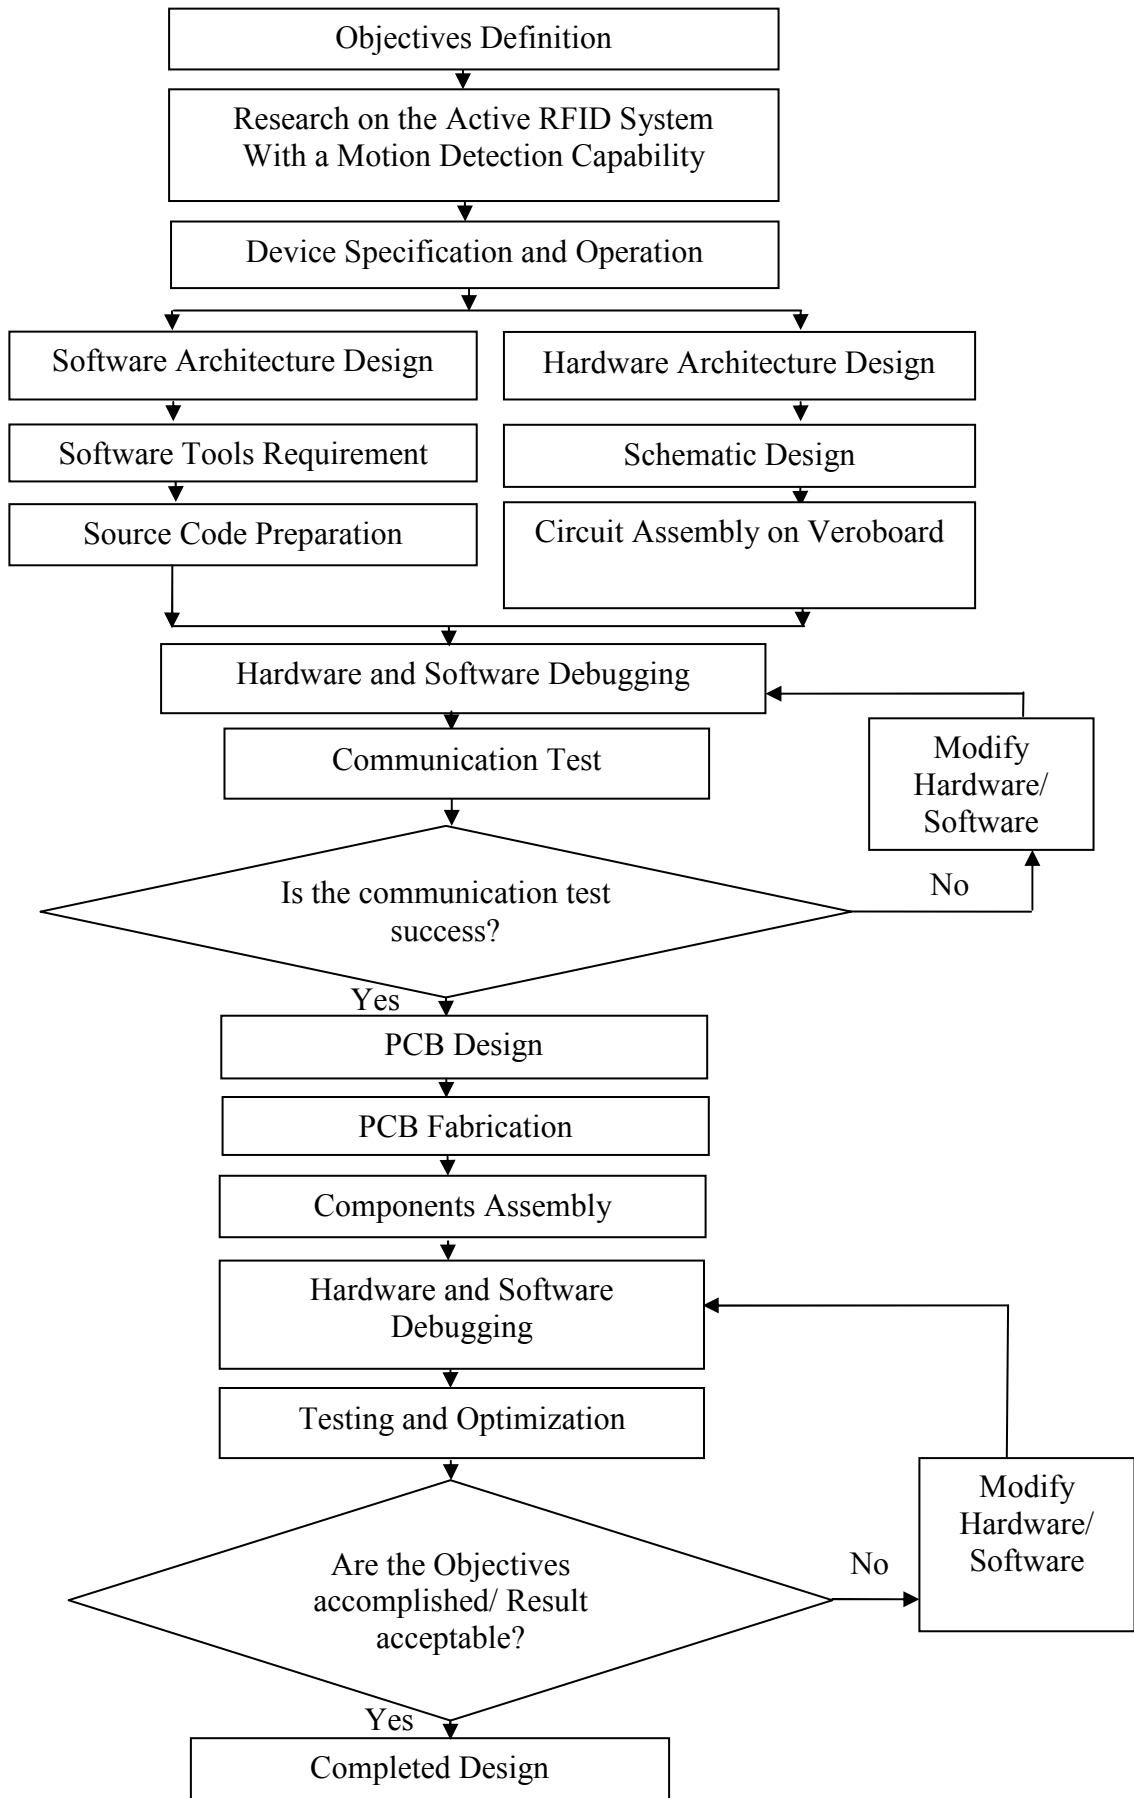 Objectives Definition
Research on the Active RFID System
With a Motion Detection Capability
Device Specification and Operation
Software Architecture Design
Hardware Architecture Design
Software Tools Requirement
Schematic Design
Source Code Preparation
Circuit Assembly on Veroboard
Hardware and Software Debugging
Communication Test
Modify
Hardware/
Software
Is the communication test
success?
No
Yes
PCB Design
PCB Fabrication
Components Assembly
Hardware and Software
Debugging
Testing and Optimization
Modify
Hardware/
Software
Are the Objectives
accomplished/ Result
acceptable?
No
Yes
Completed Design